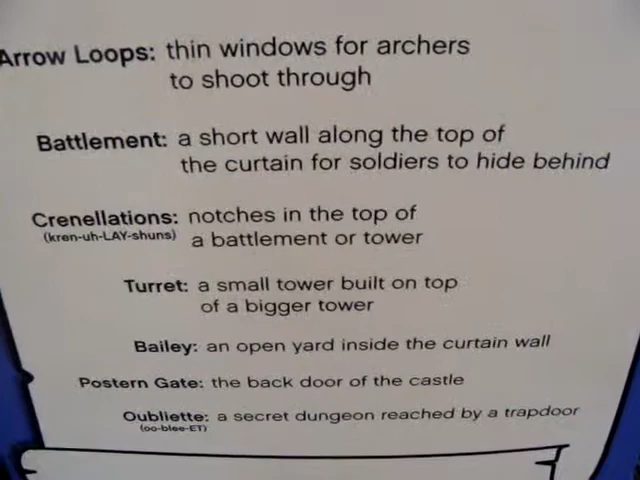 Arrow Loops: thin windows for archers
to shoot through
Battlement: a short wall along the top of
the curtain for soldiers to hide behind
Crenellations: notches in the top of
(kren-uh-LAY-shuns) a battlement or tower
Turret: a small tower built on top
of a bigger tower
Bailey: an open yard inside the curtain wall
Postern Gate: the back door of the castle
Oubliette: a secret dungeon reached by a trapdoor
(oo-blee-ET)